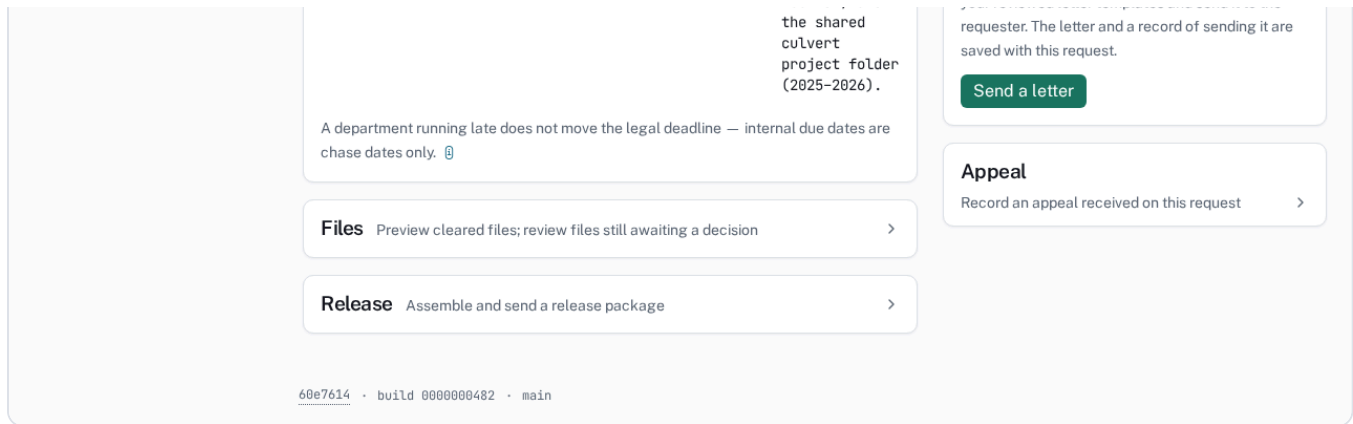 the shared
culvert
project folder
(2025-2026).
A department running late does not move the legal deadline — internal due dates are
chase dates only.
Files Preview cleared files; review files still awaiting a decision
Release Assemble and send a release package
requester. The letter and a record of sending it are
saved with this request.
Send a letter
Appeal
Record an appeal received on this request
60e7614 · build 0000000482 · main